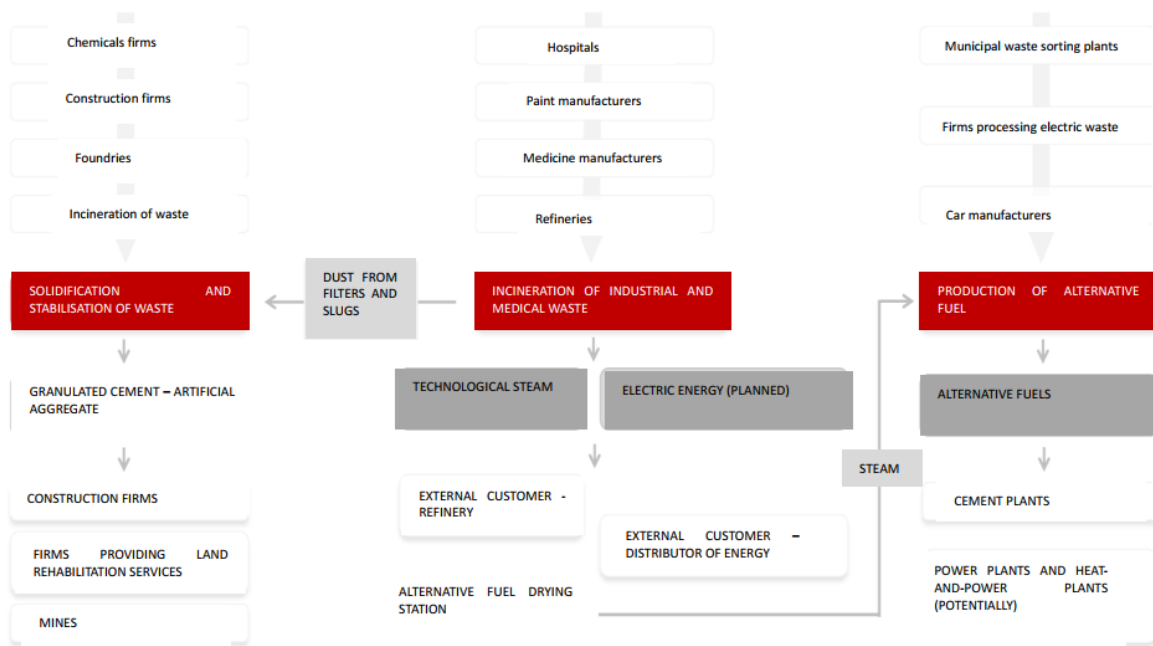 Chemicals firms
Construction firms
Foundries
Incineration of waste
SOLIDIFICATION AND
STABILISATION OF WASTE
GRANULATED CEMENT – ARTIFICIAL
AGGREGATE
CONSTRUCTION FIRMS
FIRMS PROVIDING LAND
REHABILITATION SERVICES
MINES
DUST FROM
FILTERS AND
SLUGS
Hospitals
Paint manufacturers
Medicine manufacturers
Refineries
INCINERATION OF INDUSTRIAL AND
MEDICAL WASTE
TECHNOLOGICAL STEAM
ELECTRIC ENERGY (PLANNED)
EXTERNAL CUSTOMER -
REFINERY
EXTERNAL CUSTOMER –
DISTRIBUTOR OF ENERGY
ALTERNATIVE FUEL DRYING
STATION
STEAM
Municipal waste sorting plants
Firms processing electric waste
Car manufacturers
PRODUCTION OF ALTERNATIVE
FUEL
ALTERNATIVE FUELS
CEMENT PLANTS
POWER PLANTS AND HEAT-
AND-POWER PLANTS
(POTENTIALLY)